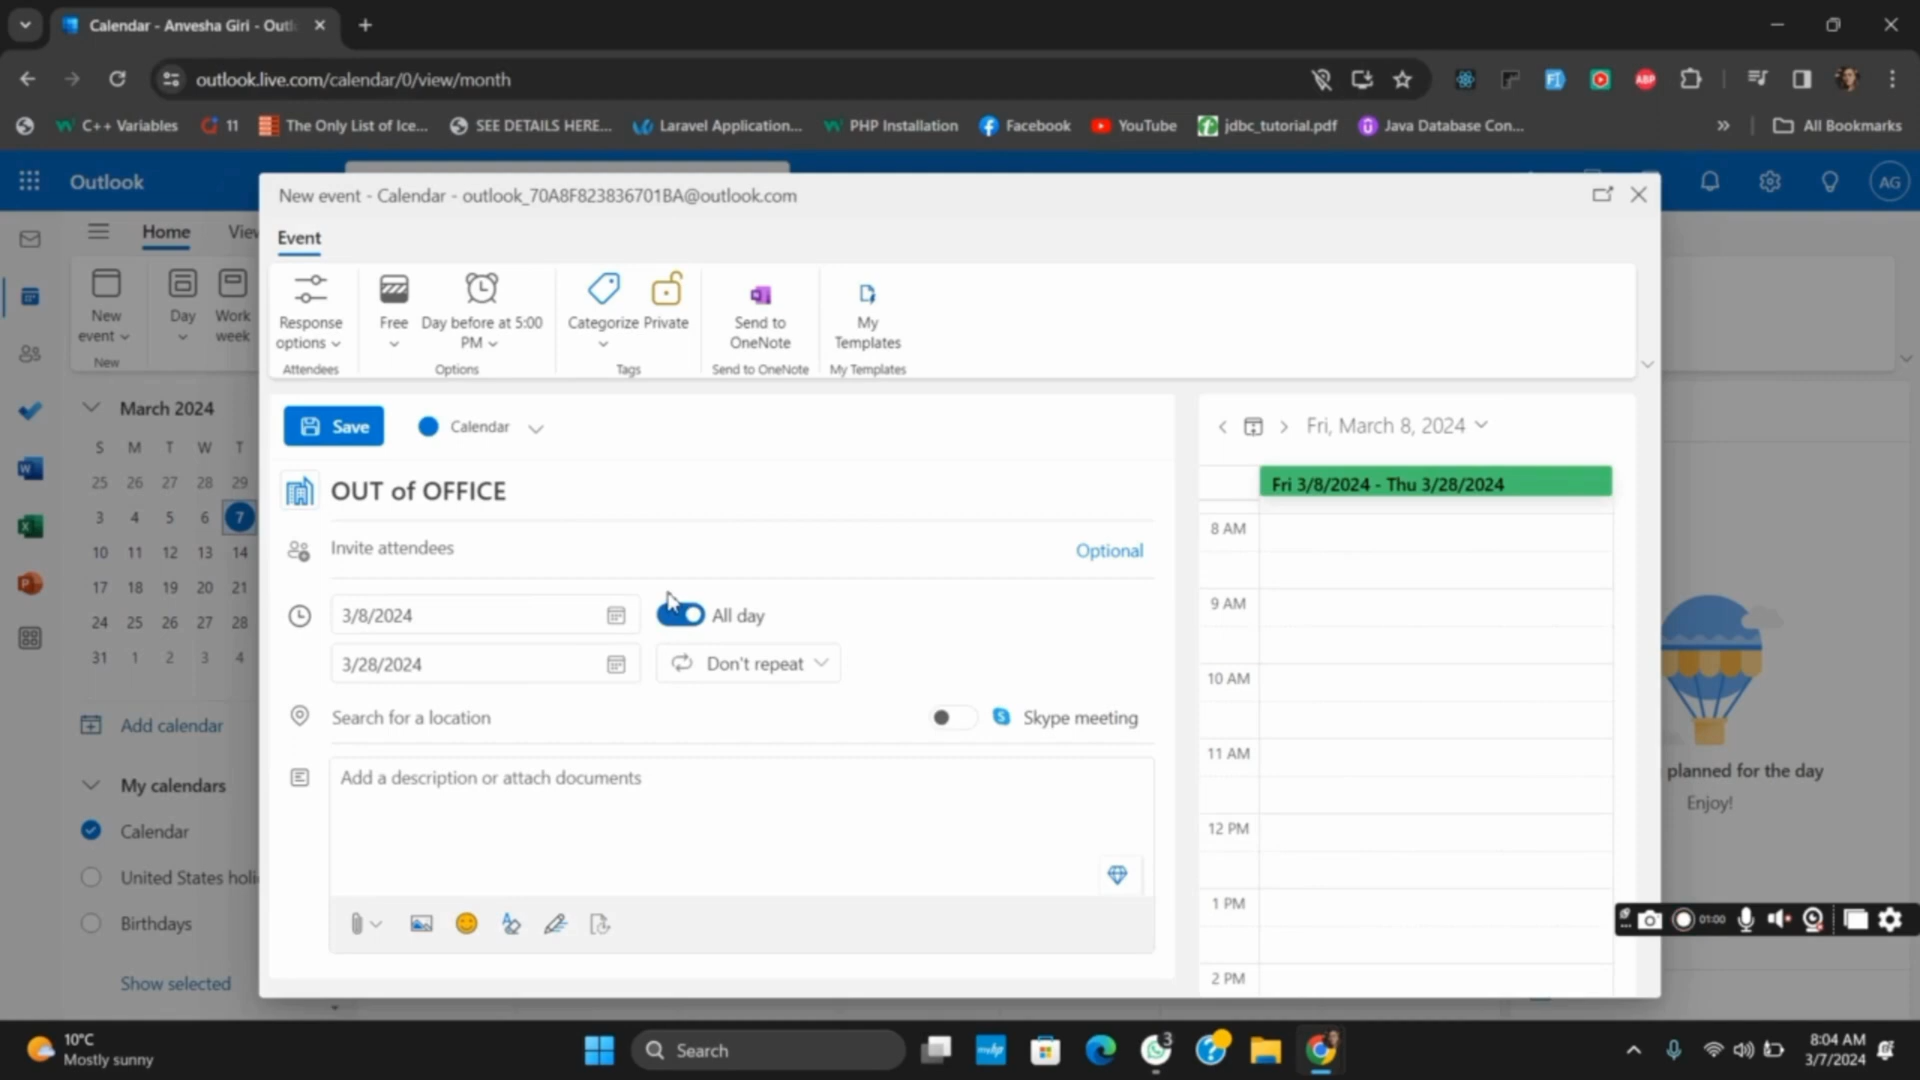 Calendar - Anvesha Giri - Outl
outlook.live.com/calendar/0/view/month
C++ Variables
11
The Only List of Ice...
SEE DETAILS HERE...
Laravel Application...
PHP Installation
Facebook
YouTube
jdbc_tutorial.pdf
Java Database Con...
All Bookmarks
Outlook
AG
New event - Calendar - outlook_70A8F823836701BA@outlook.com
Home
View
Event
New event
Day
Work week
New
Response options
Free
Day before at 5:00 PM
Categorize
Private
Send to OneNote
My Templates
Attendees
Options
Tags
Send to OneNote
My Templates
Save
Calendar
Fri, March 8, 2024
March 2024
S M T W T
25 26 27 28 29
3 4 5 6 7
10 11 12 13 14
17 18 19 20 21
24 25 26 27 28
31 1 2 3 4
OUT of OFFICE
Fri 3/8/2024 - Thu 3/28/2024
Invite attendees
Optional
3/8/2024
All day
3/28/2024
Don't repeat
Search for a location
Skype meeting
Add a description or attach documents
8 AM
9 AM
10 AM
11 AM
12 PM
1 PM
2 PM
Add calendar
My calendars
Calendar
United States holi
Birthdays
Show selected
planned for the day
Enjoy!
01:00
10°C
Mostly sunny
Search
3
8:04 AM
3/7/2024